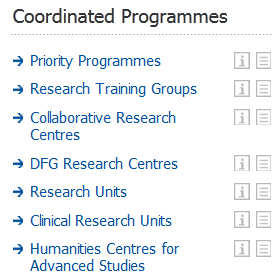 Coordinated Programmes
Priority Programmes
Research Training Groups
Collaborative Research
Centres
DFG Research Centres
Research Units
Clinical Research Units
Humanities Centres for
Advanced Studies